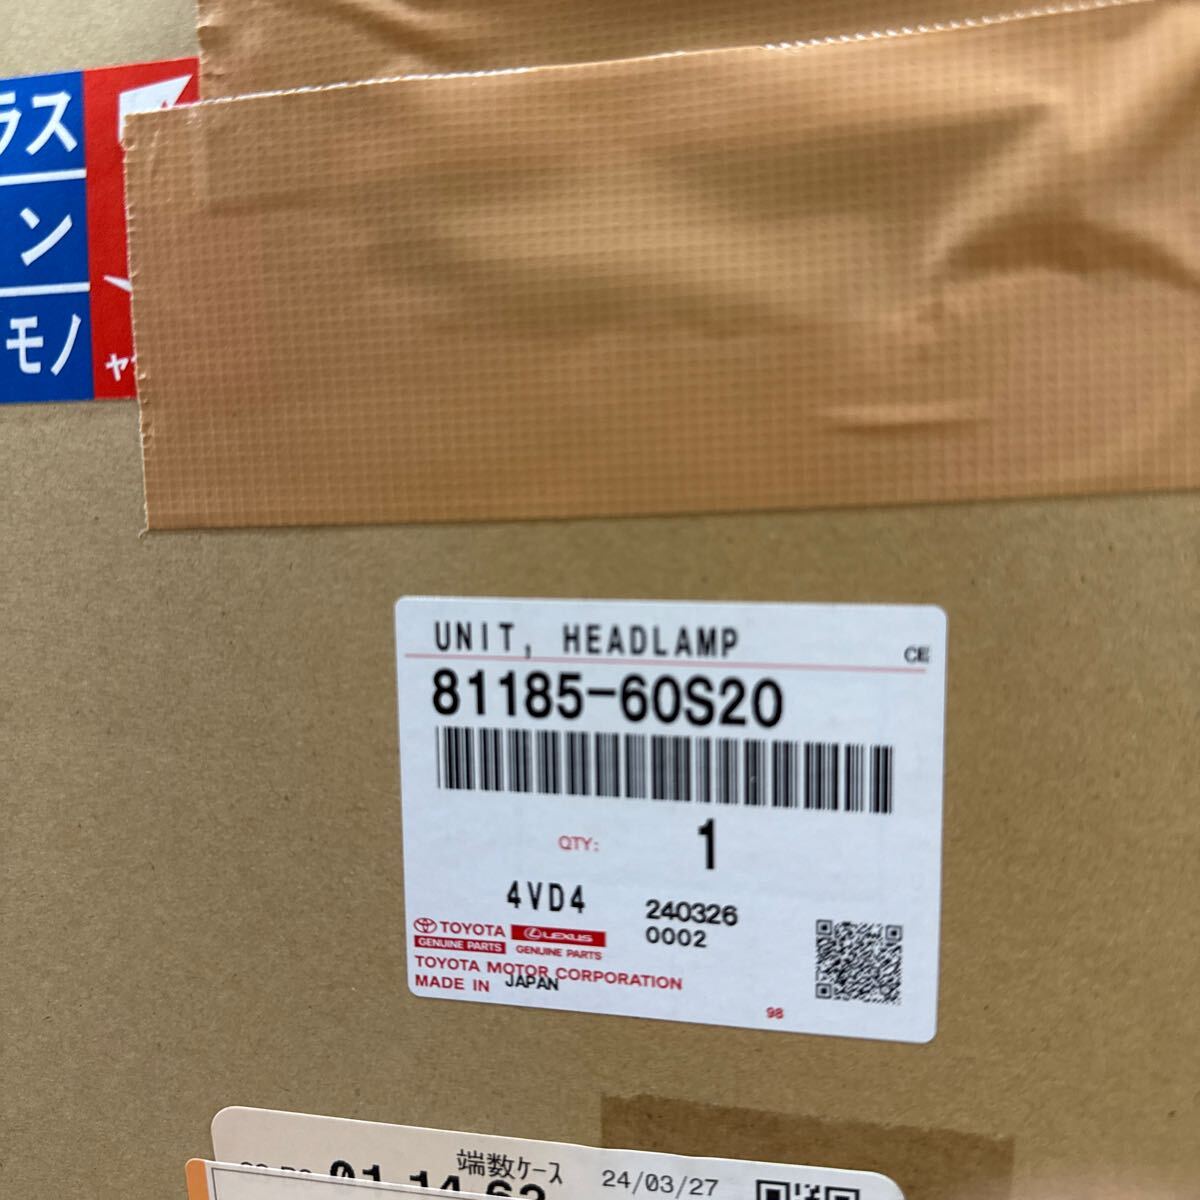 ラス
ン
モノ
UNIT, HEADLAMP
CE
81185-60S20
QTY: 1
4VD4 240326
0002
TOYOTA LEXUS
GENUINE PARTS GENUINE PARTS
TOYOTA MOTOR CORPORATION
MADE IN JAPAN
98
端数ケース 24/03/27